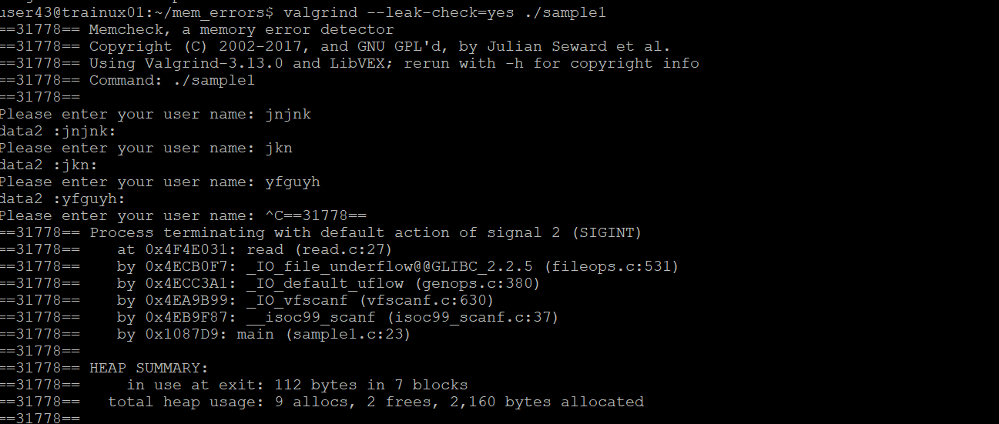 user43@trainux01:~/mem_errors$ valgrind --leak-check=yes ./sample1
==31778== Memcheck, a memory error detector
==31778== Copyright (C) 2002-2017, and GNU GPL'd, by Julian Seward et al.
==31778== Using Valgrind-3.13.0 and LibVEX; rerun with -h for copyright info
==31778== Command: ./sample1
==31778==
Please enter your user name: jnjnk
data2 :jnjnk:
Please enter your user name: jkn
data2 :jkn:
Please enter your user name: yfguyh
data2 :yfguyh:
Please enter your user name: ^C==31778==
==31778== Process terminating with default action of signal 2 (SIGINT)
==31778==    at 0x4F4E031: read (read.c:27)
==31778==    by 0x4ECB0F7: _IO_file_underflow@@GLIBC_2.2.5 (fileops.c:531)
==31778==    by 0x4ECC3A1: _IO_default_uflow (genops.c:380)
==31778==    by 0x4EA9B99: _IO_vfscanf (vfscanf.c:630)
==31778==    by 0x4EB9F87: __isoc99_scanf (isoc99_scanf.c:37)
==31778==    by 0x1087D9: main (sample1.c:23)
==31778==
==31778== HEAP SUMMARY:
==31778==     in use at exit: 112 bytes in 7 blocks
==31778==   total heap usage: 9 allocs, 2 frees, 2,160 bytes allocated
==31778==